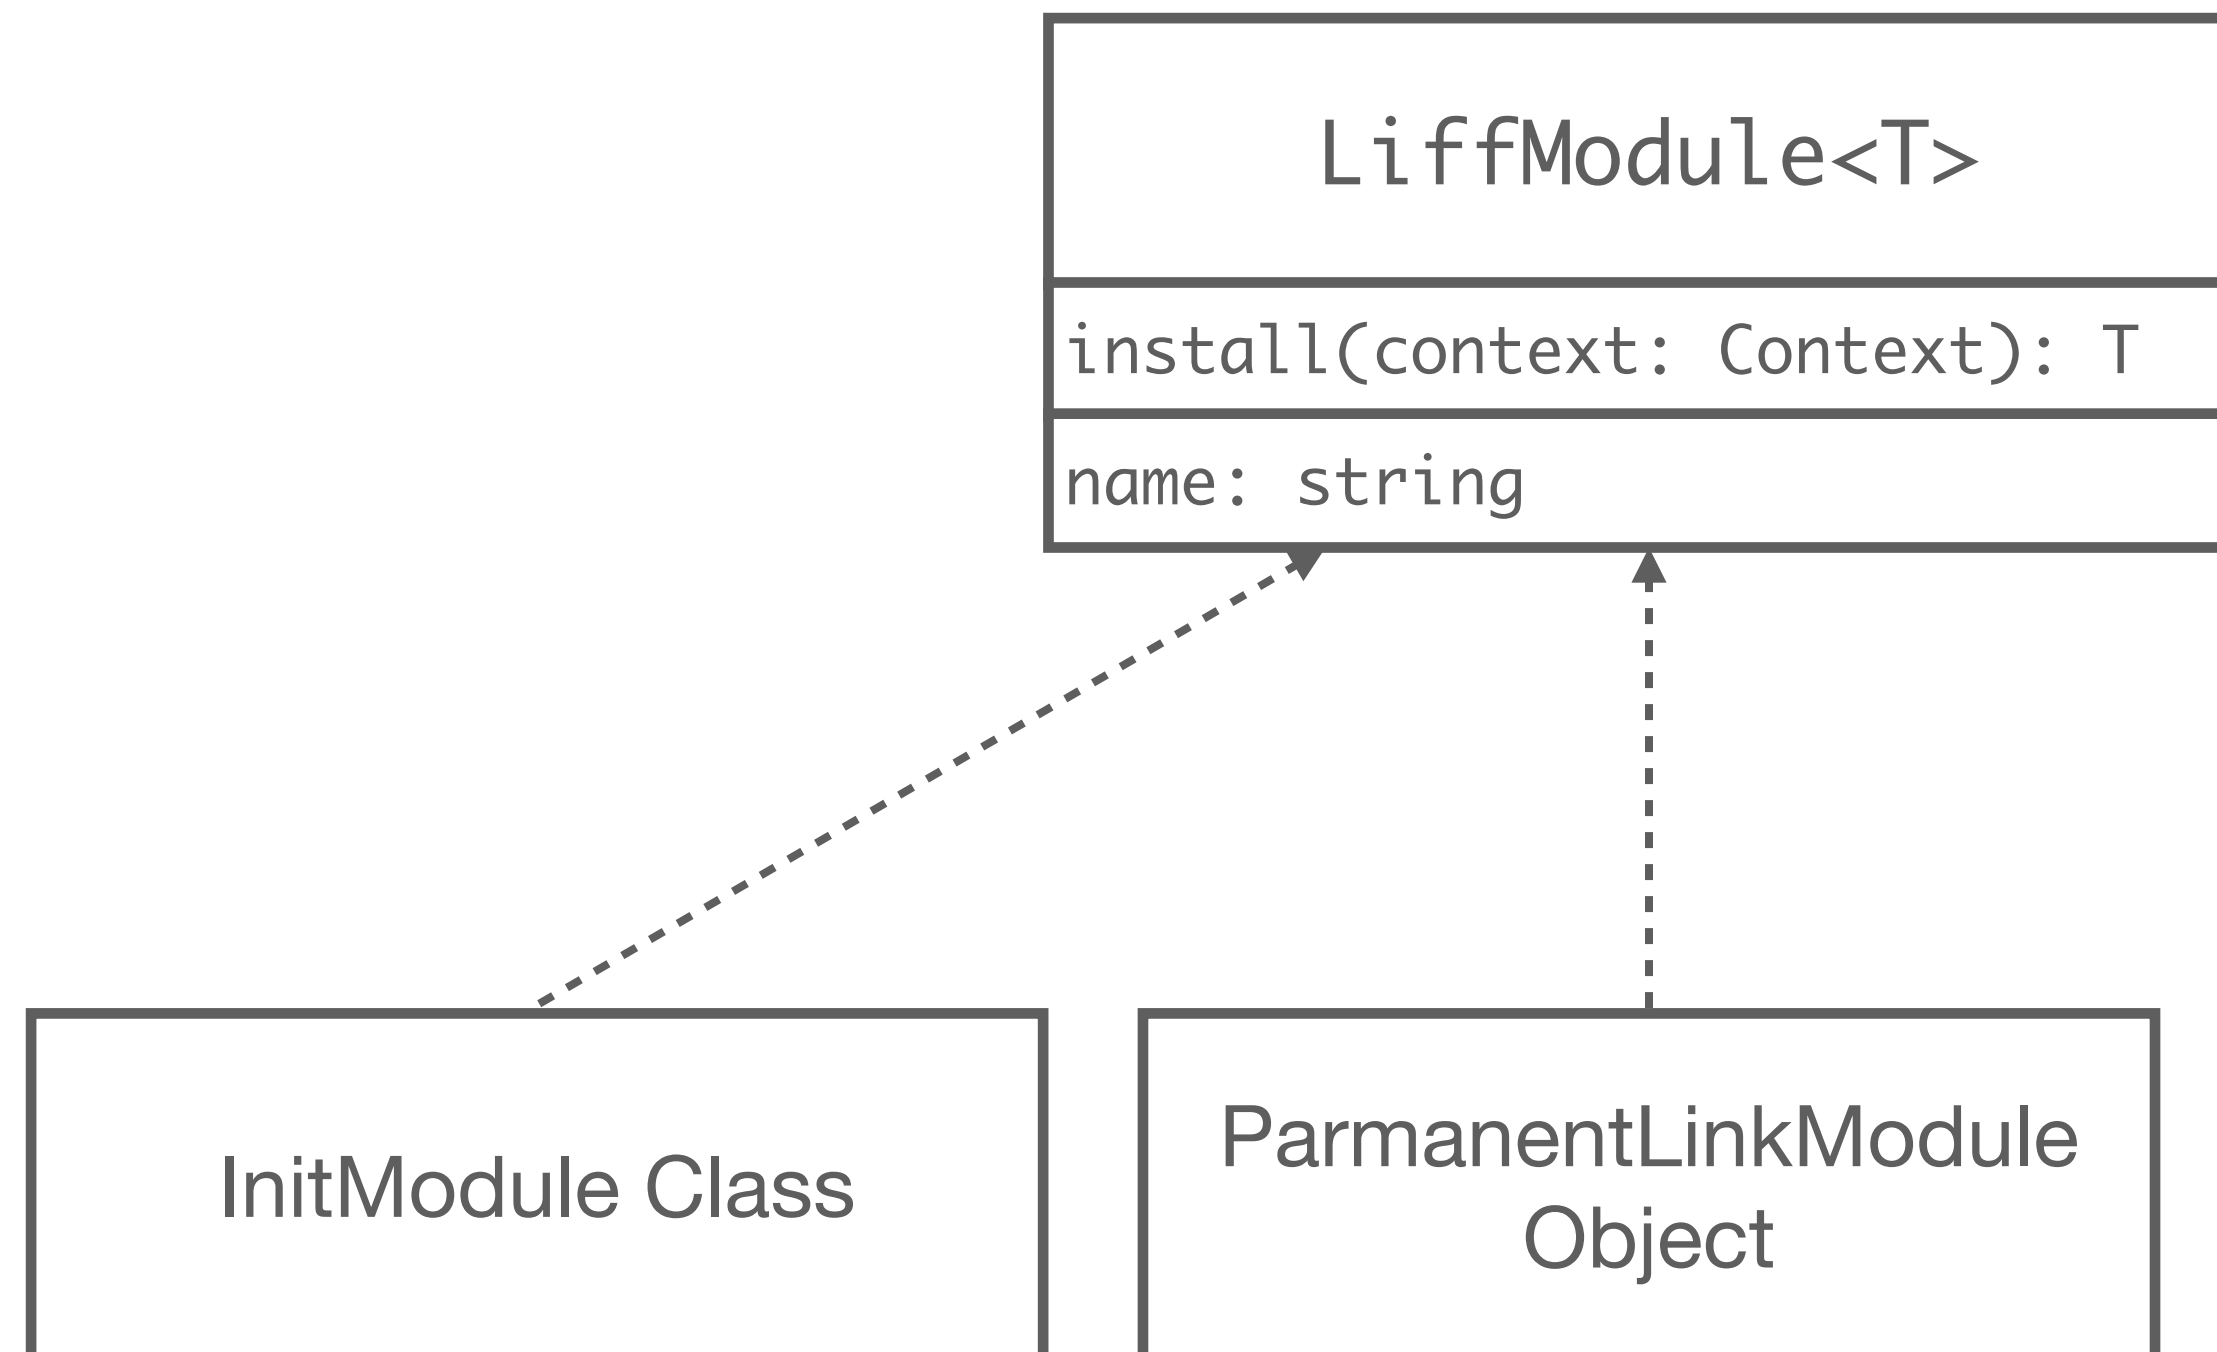 LiffModule<T>
install(context: Context): T
name: string
InitModule Class
ParmanentLinkModule
Object